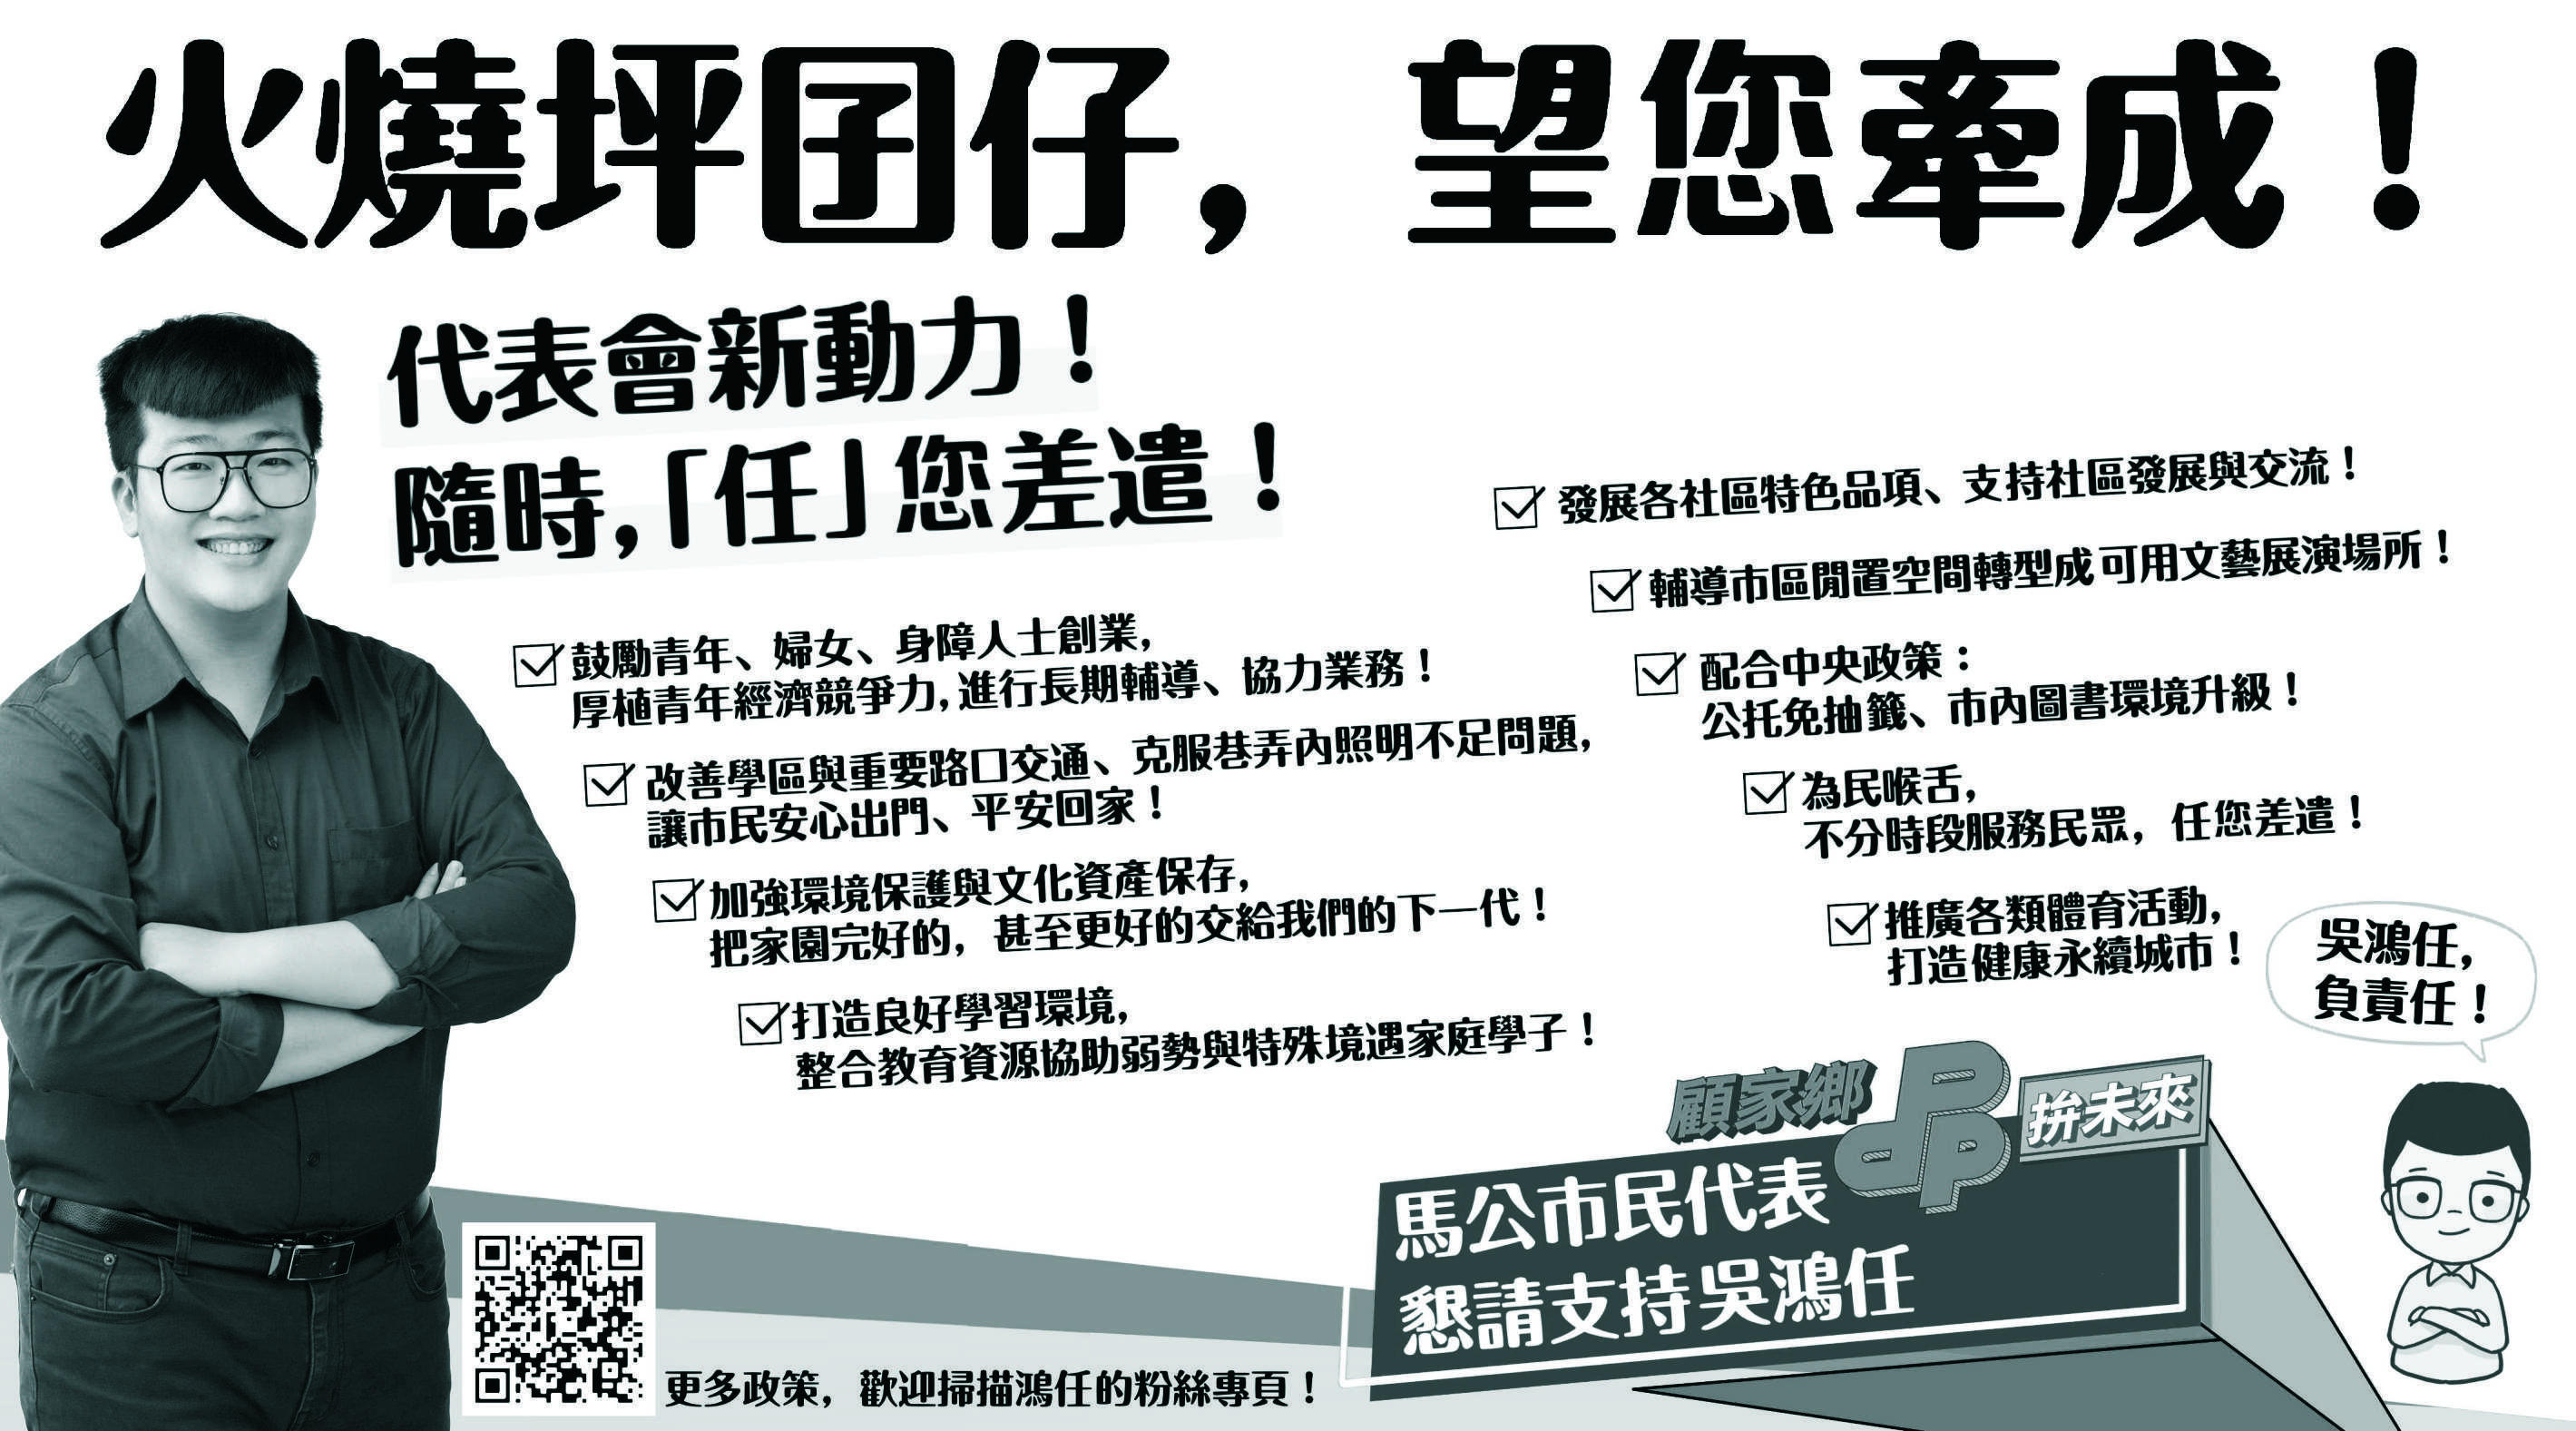 火燒坪囝仔，望您牽成！
代表會新動力！
隨時，「任」您差遣！
鼓勵青年、婦女、身障人士創業，
厚植青年經濟競爭力，進行長期輔導、協力業務！
改善學區與重要路口交通、克服巷弄內照明不足問題，
讓市民安心出門、平安回家！
加強環境保護與文化資產保存，
把家園完好的，甚至更好的交給我們的下一代！
打造良好學習環境，
整合教育資源協助弱勢與特殊境遇家庭學子！
發展各社區特色品項、支持社區發展與交流！
輔導市區閒置空間轉型成可用文藝展演場所！
配合中央政策：
公托免抽籤、市內圖書環境升級！
為民喉舌，
不分時段服務民眾，任您差遣！
推廣各類體育活動，
打造健康永續城市！
吳鴻任，
負責任！
顧家鄉 DPP 拚未來
馬公市民代表
懇請支持吳鴻任
更多政策，歡迎掃描鴻任的粉絲專頁！